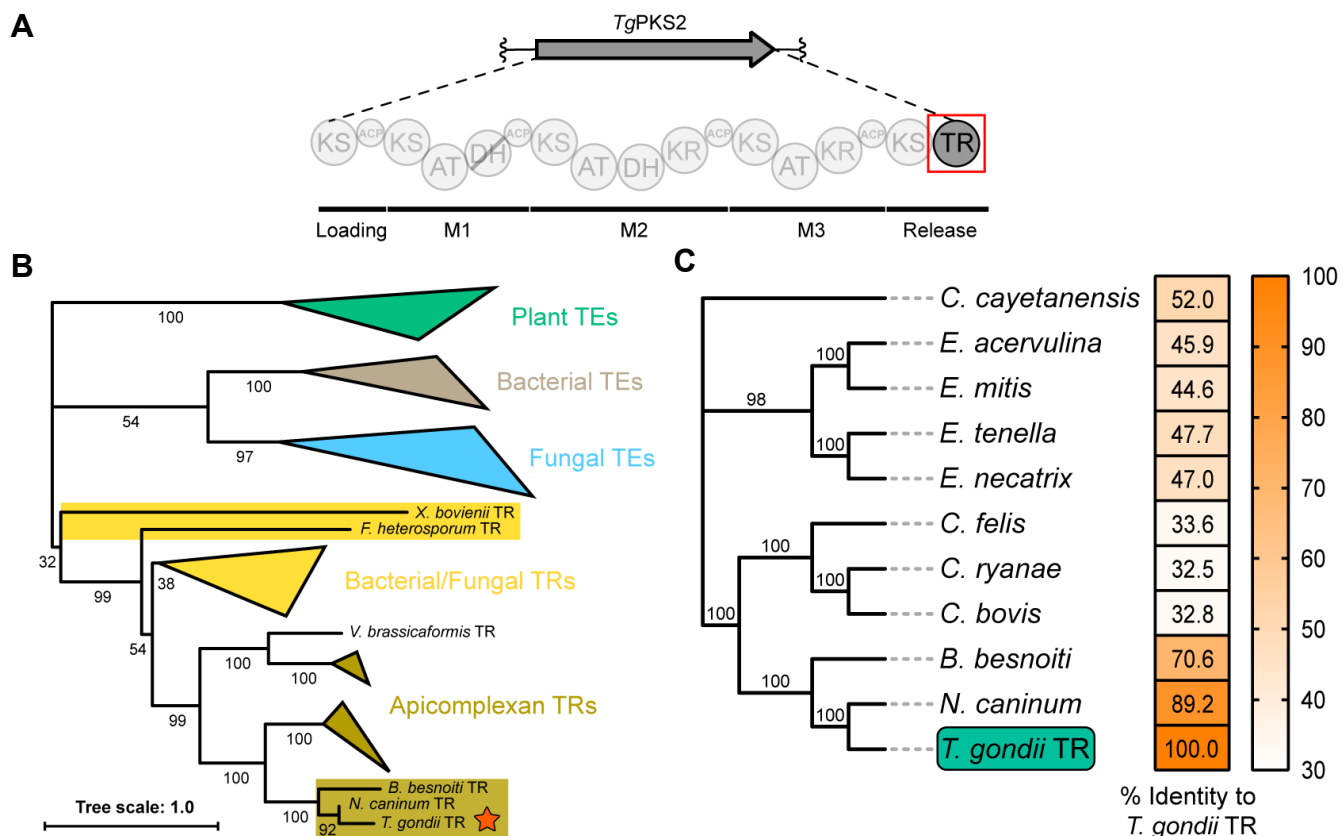 A
TgPKS2
KS ACP KS AT DH ACP KS AT DH KR ACP KS AT KR ACP KS TR
Loading M1 M2 M3 Release
B
100
Plant TEs
100
Bacterial TEs
54
97
Fungal TEs
X. bovienii TR
F. heterosporum TR
32
38
Bacterial/Fungal TRs
99
54
V. brassicaformis TR
100
100
Apicomplexan TRs
99
100
100
B. besnoiti TR
N. caninum TR
100
92
T. gondii TR
Tree scale: 1.0
C
C. cayetanensis 52.0
100 E. acervulina 45.9
E. mitis 44.6
98
100 E. tenella 47.7
E. necatrix 47.0
100 C. felis 33.6
100 C. ryanae 32.5
C. bovis 32.8
100
100 B. besnoiti 70.6
100 N. caninum 89.2
T. gondii TR 100.0
% Identity to
T. gondii TR
100
90
80
70
60
50
40
30